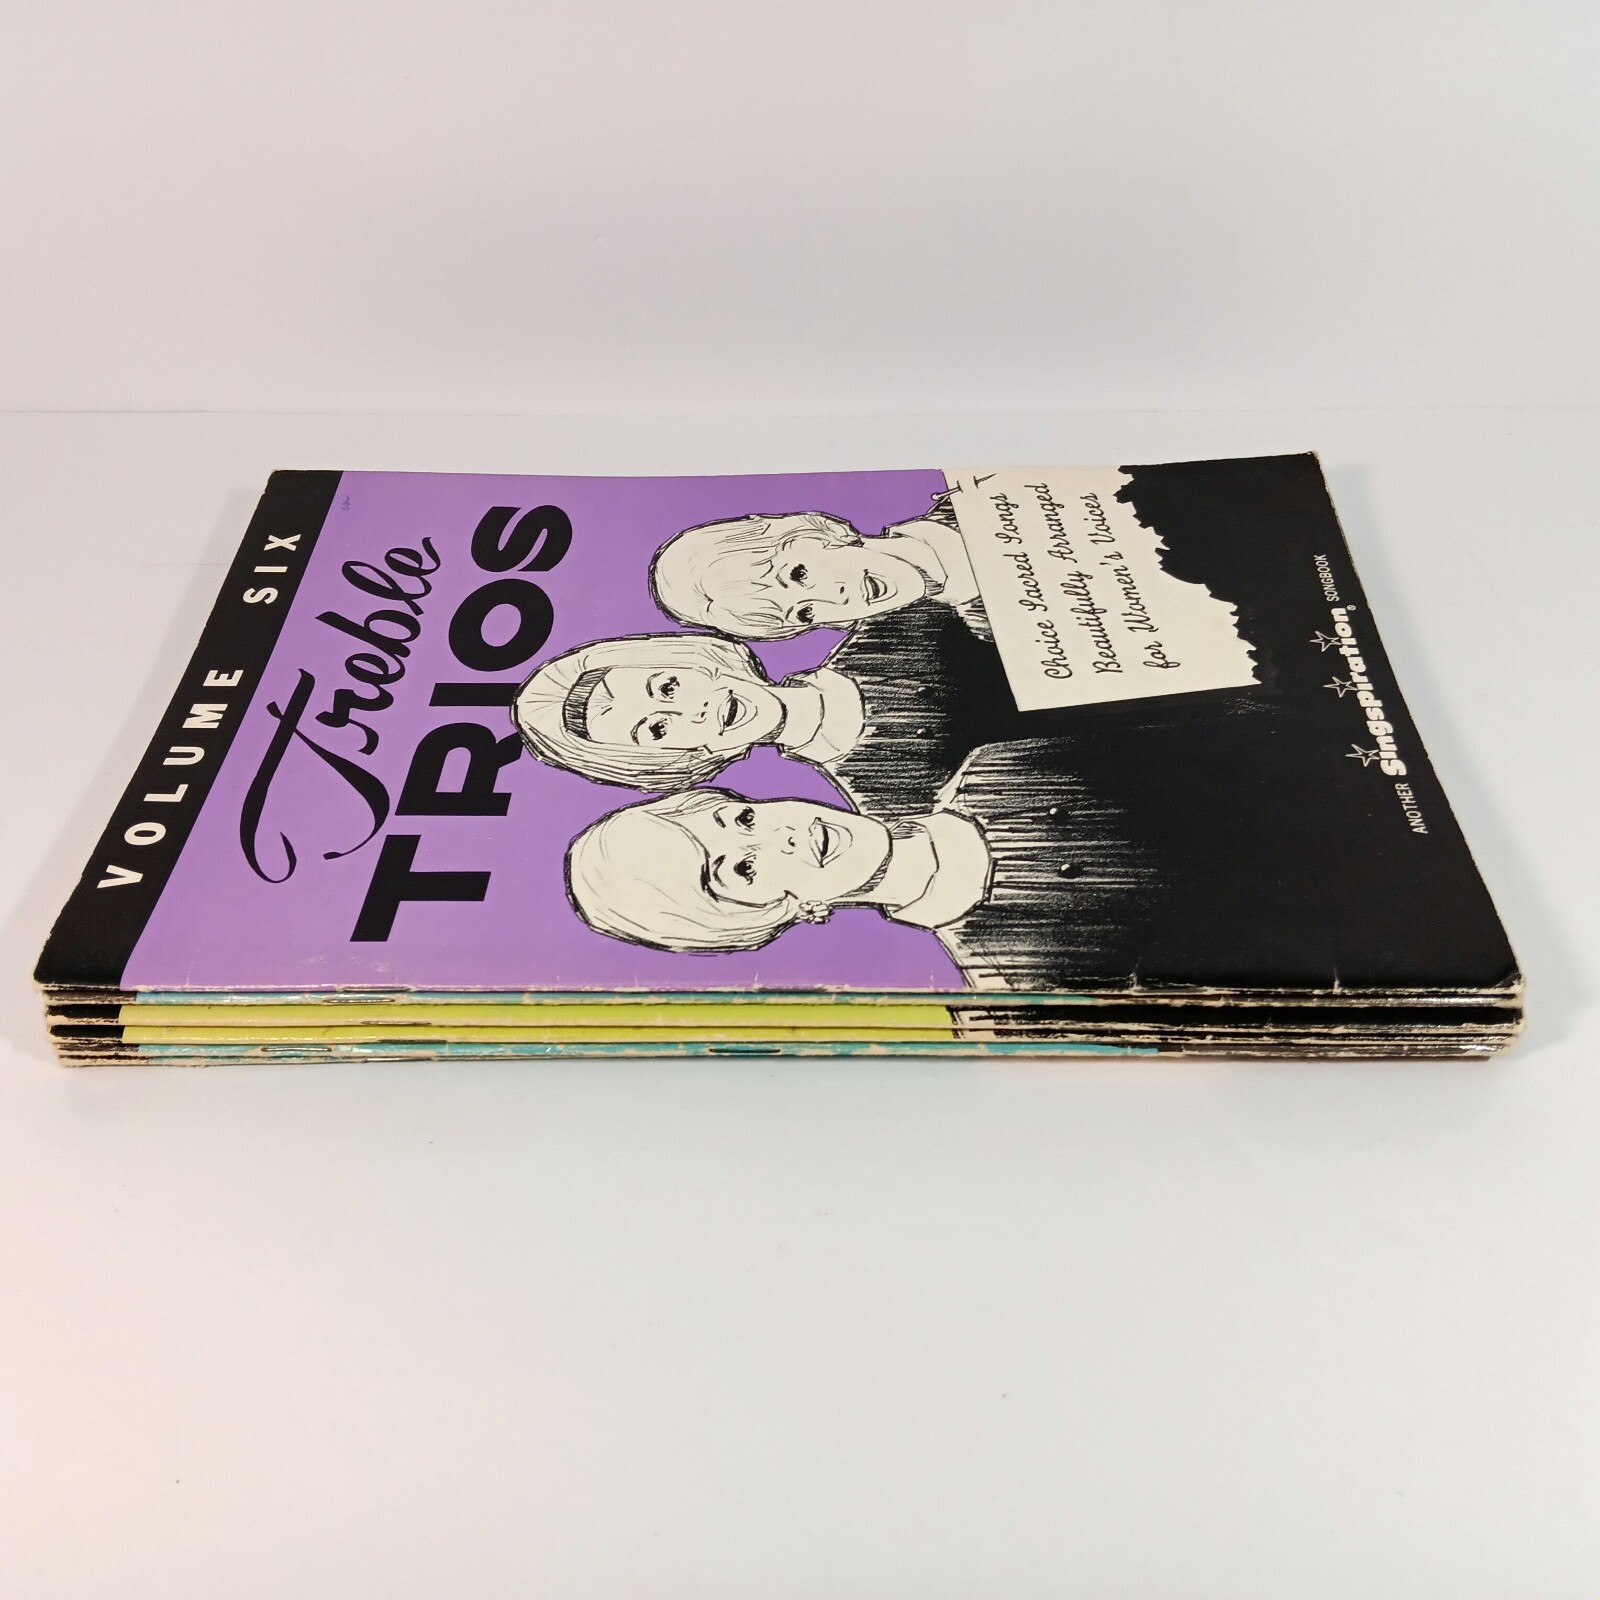 VOLUME SIX
Treble
TRIOS
Choice Sacred Songs
Beautifully Arranged
for Women's Voices
ANOTHER Singspiration® SONGBOOK